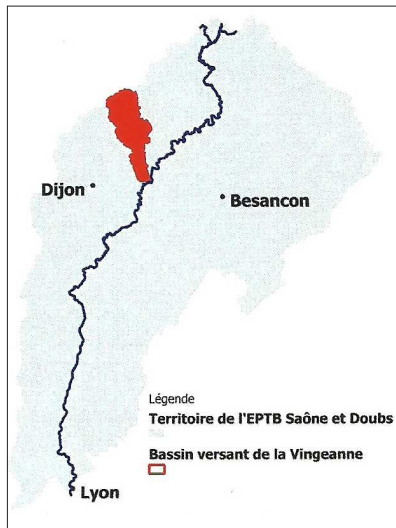 Dijon
Besancon
Légende
Territoire de l'EPTB Saône et Doubs
Bassin versant de la Vingeanne
Lyon